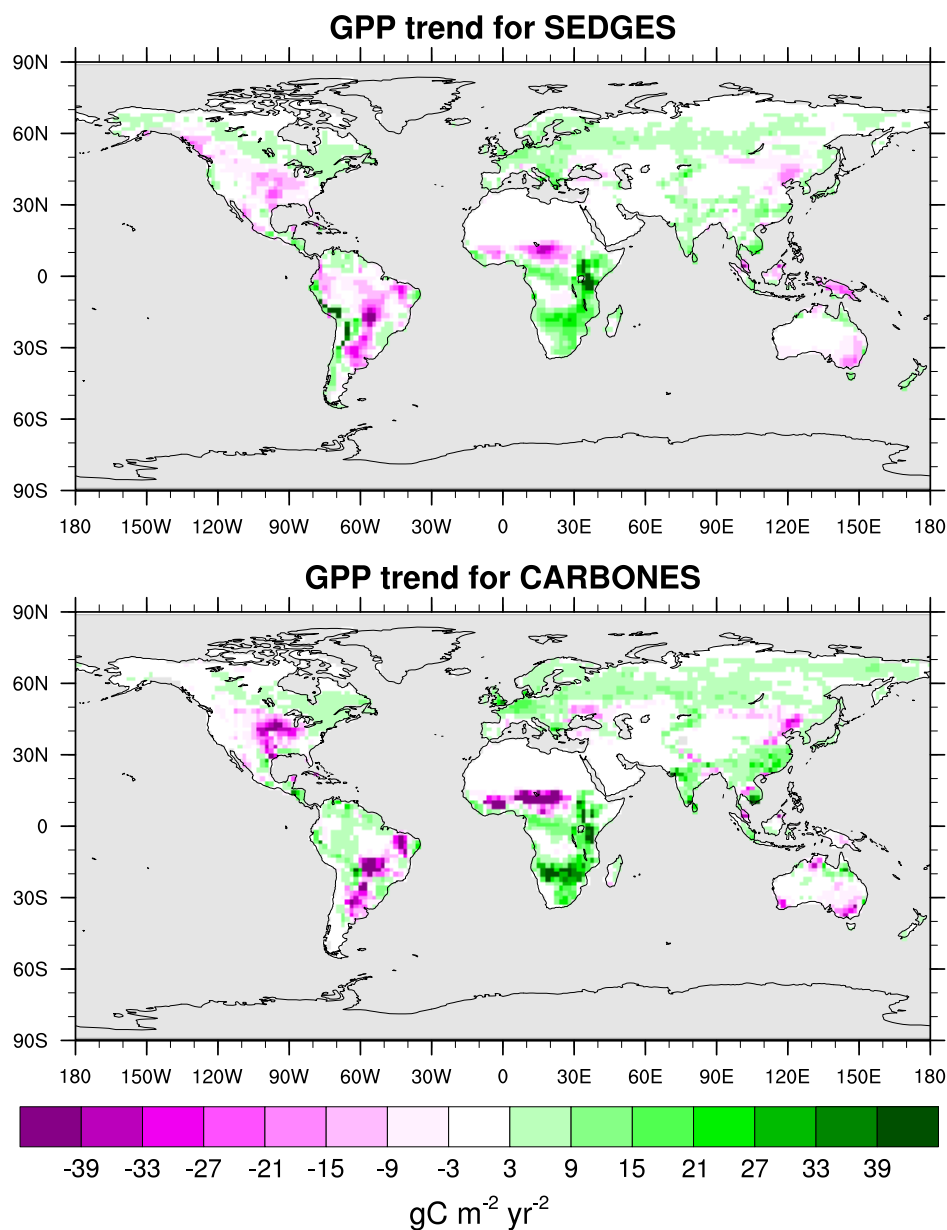 GPP trend for SEDGES
90N
60N
30N
0
30S
60S
90S
180 150W 120W 90W 60W 30W 0 30E 60E 90E 120E 150E 180
GPP trend for CARBONES
90N
60N
30N
0
30S
60S
90S
180 150W 120W 90W 60W 30W 0 30E 60E 90E 120E 150E 180
-39 -33 -27 -21 -15 -9 -3 3 9 15 21 27 33 39
gC m⁻² yr⁻²